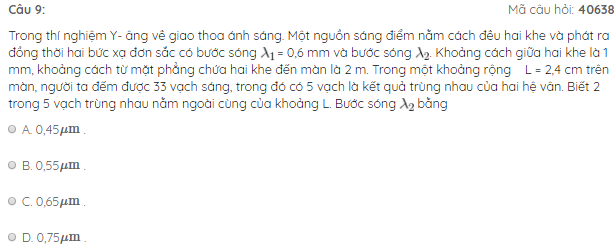 Câu 9: Mã câu hỏi: 40638
Trong thí nghiệm Y- âng về giao thoa ánh sáng. Một nguồn sáng điểm nằm cách đều hai khe và phát ra
đồng thời hai bức xạ đơn sắc có bước sóng λ₁ = 0,6 mm và bước sóng λ₂. Khoảng cách giữa hai khe là 1
mm, khoảng cách từ mặt phẳng chứa hai khe đến màn là 2 m. Trong một khoảng rộng L = 2,4 cm trên
màn, người ta đếm được 33 vạch sáng, trong đó có 5 vạch là kết quả trùng nhau của hai hệ vân. Biết 2
trong 5 vạch trùng nhau nằm ngoài cùng của khoảng L. Bước sóng λ₂ bằng
A. 0,45μm .
B. 0,55μm .
C. 0,65μm .
D. 0,75μm .